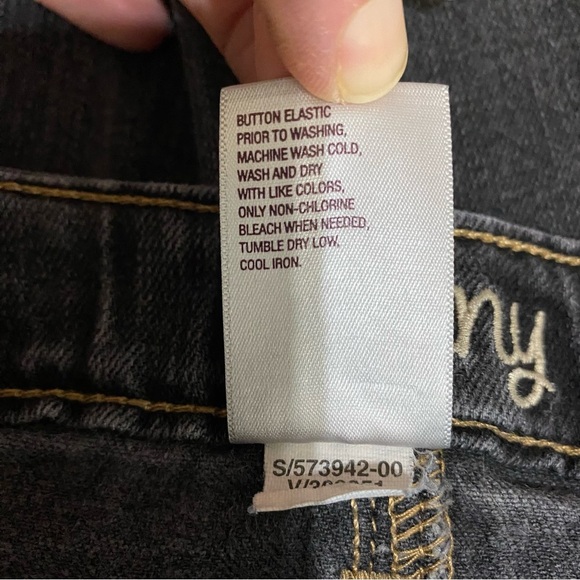 BUTTON ELASTIC
PRIOR TO WASHING,
MACHINE WASH COLD,
WASH AND DRY
WITH LIKE COLORS,
ONLY NON-CHLORINE
BLEACH WHEN NEEDED,
TUMBLE DRY LOW,
COOL IRON.
ny
S/573942-00